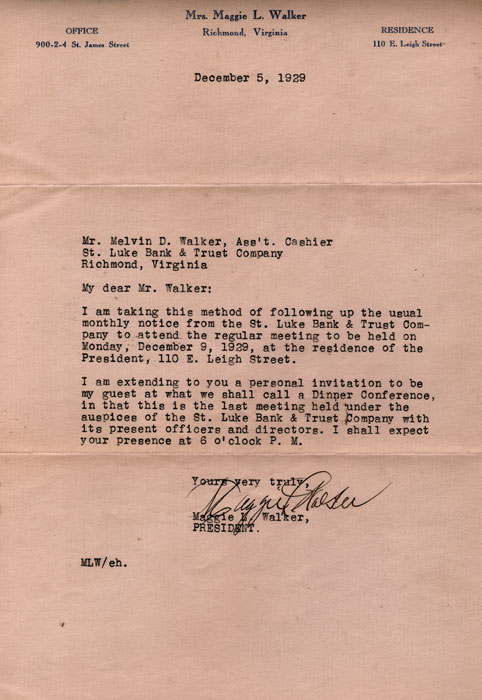 Mrs. Maggie L. Walker
Richmond, Virginia
OFFICE
900-2-4 St. James Street
RESIDENCE
110 E. Leigh Street
December 5, 1929
Mr. Melvin D. Walker, Ass't. Cashier
St. Luke Bank & Trust Company
Richmond, Virginia
My dear Mr. Walker:
I am taking this method of following up the usual
monthly notice from the St. Luke Bank & Trust Com-
pany to attend the regular meeting to be held on
Monday, December 9, 1929, at the residence of the
President, 110 E. Leigh Street.
I am extending to you a personal invitation to be
my guest at what we shall call a Dinper Conference,
in that this is the last meeting held under the
auspices of the St. Luke Bank & Trust Company with
its present officers and directors. I shall expect
your presence at 6 o'clock P. M.
Yours very truly,
Maggie L. Walker
Maggie L. Walker,
PRESIDENT.
MLW/eh.